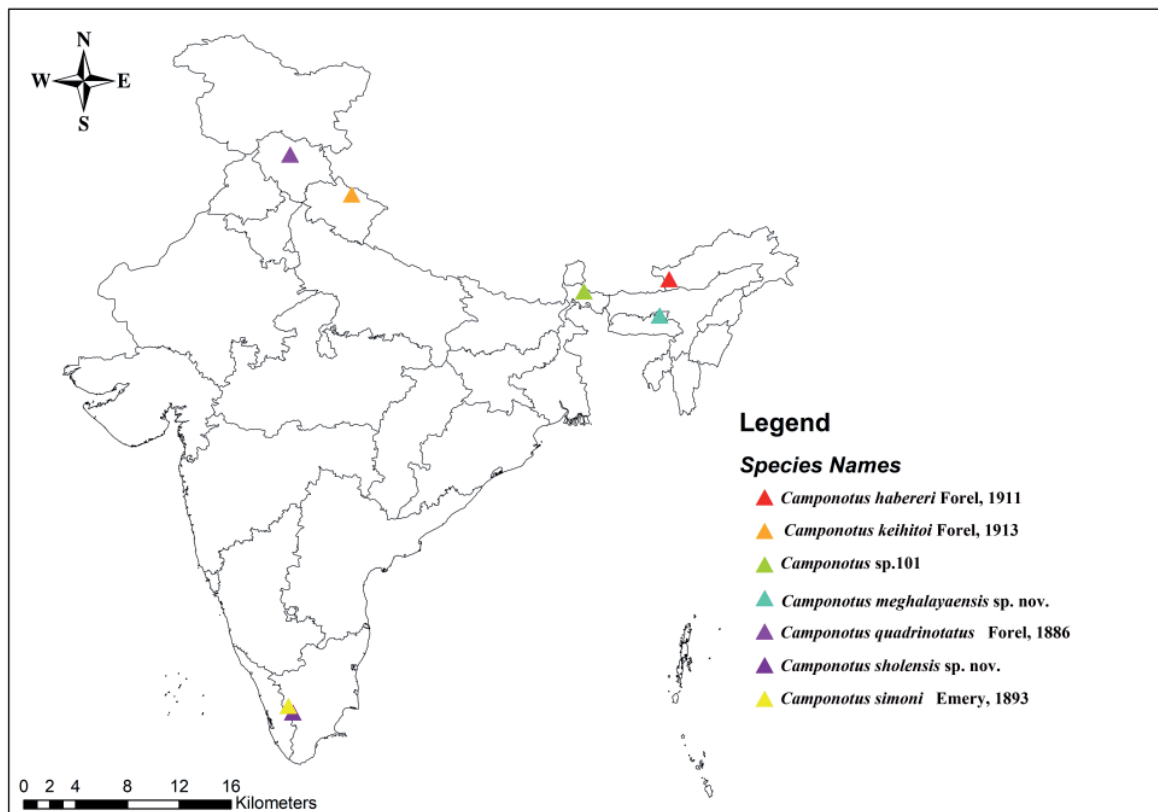 N
W E
S
Legend
Species Names
Camponotus habereri Forel, 1911
Camponotus keihitoi Forel, 1913
Camponotus sp.101
Camponotus meghalayaensis sp. nov.
Camponotus quadrinotatus Forel, 1886
Camponotus sholensis sp. nov.
Camponotus simoni Emery, 1893
0 2 4 8 12 16
Kilometers